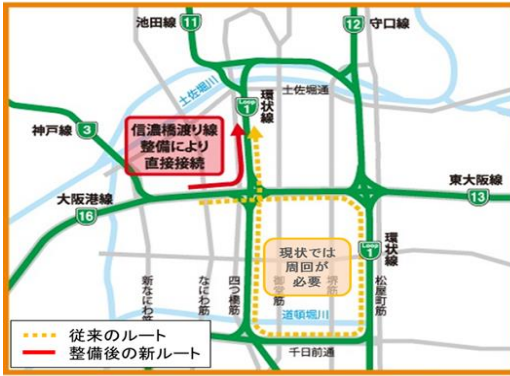 池田線 11
12 守口線
土佐堀川
Loop 1 環状線
土佐堀通
神戸線 3
信濃橋渡り線
整備により
直接接続
大阪港線
16
東大阪線
13
現状では
周回が
必要
Loop 1 環状線
新なにわ筋
なにわ筋
四つ橋筋
御堂筋
堺筋
松屋町筋
道頓堀川
千日前通
従来のルート
整備後の新ルート